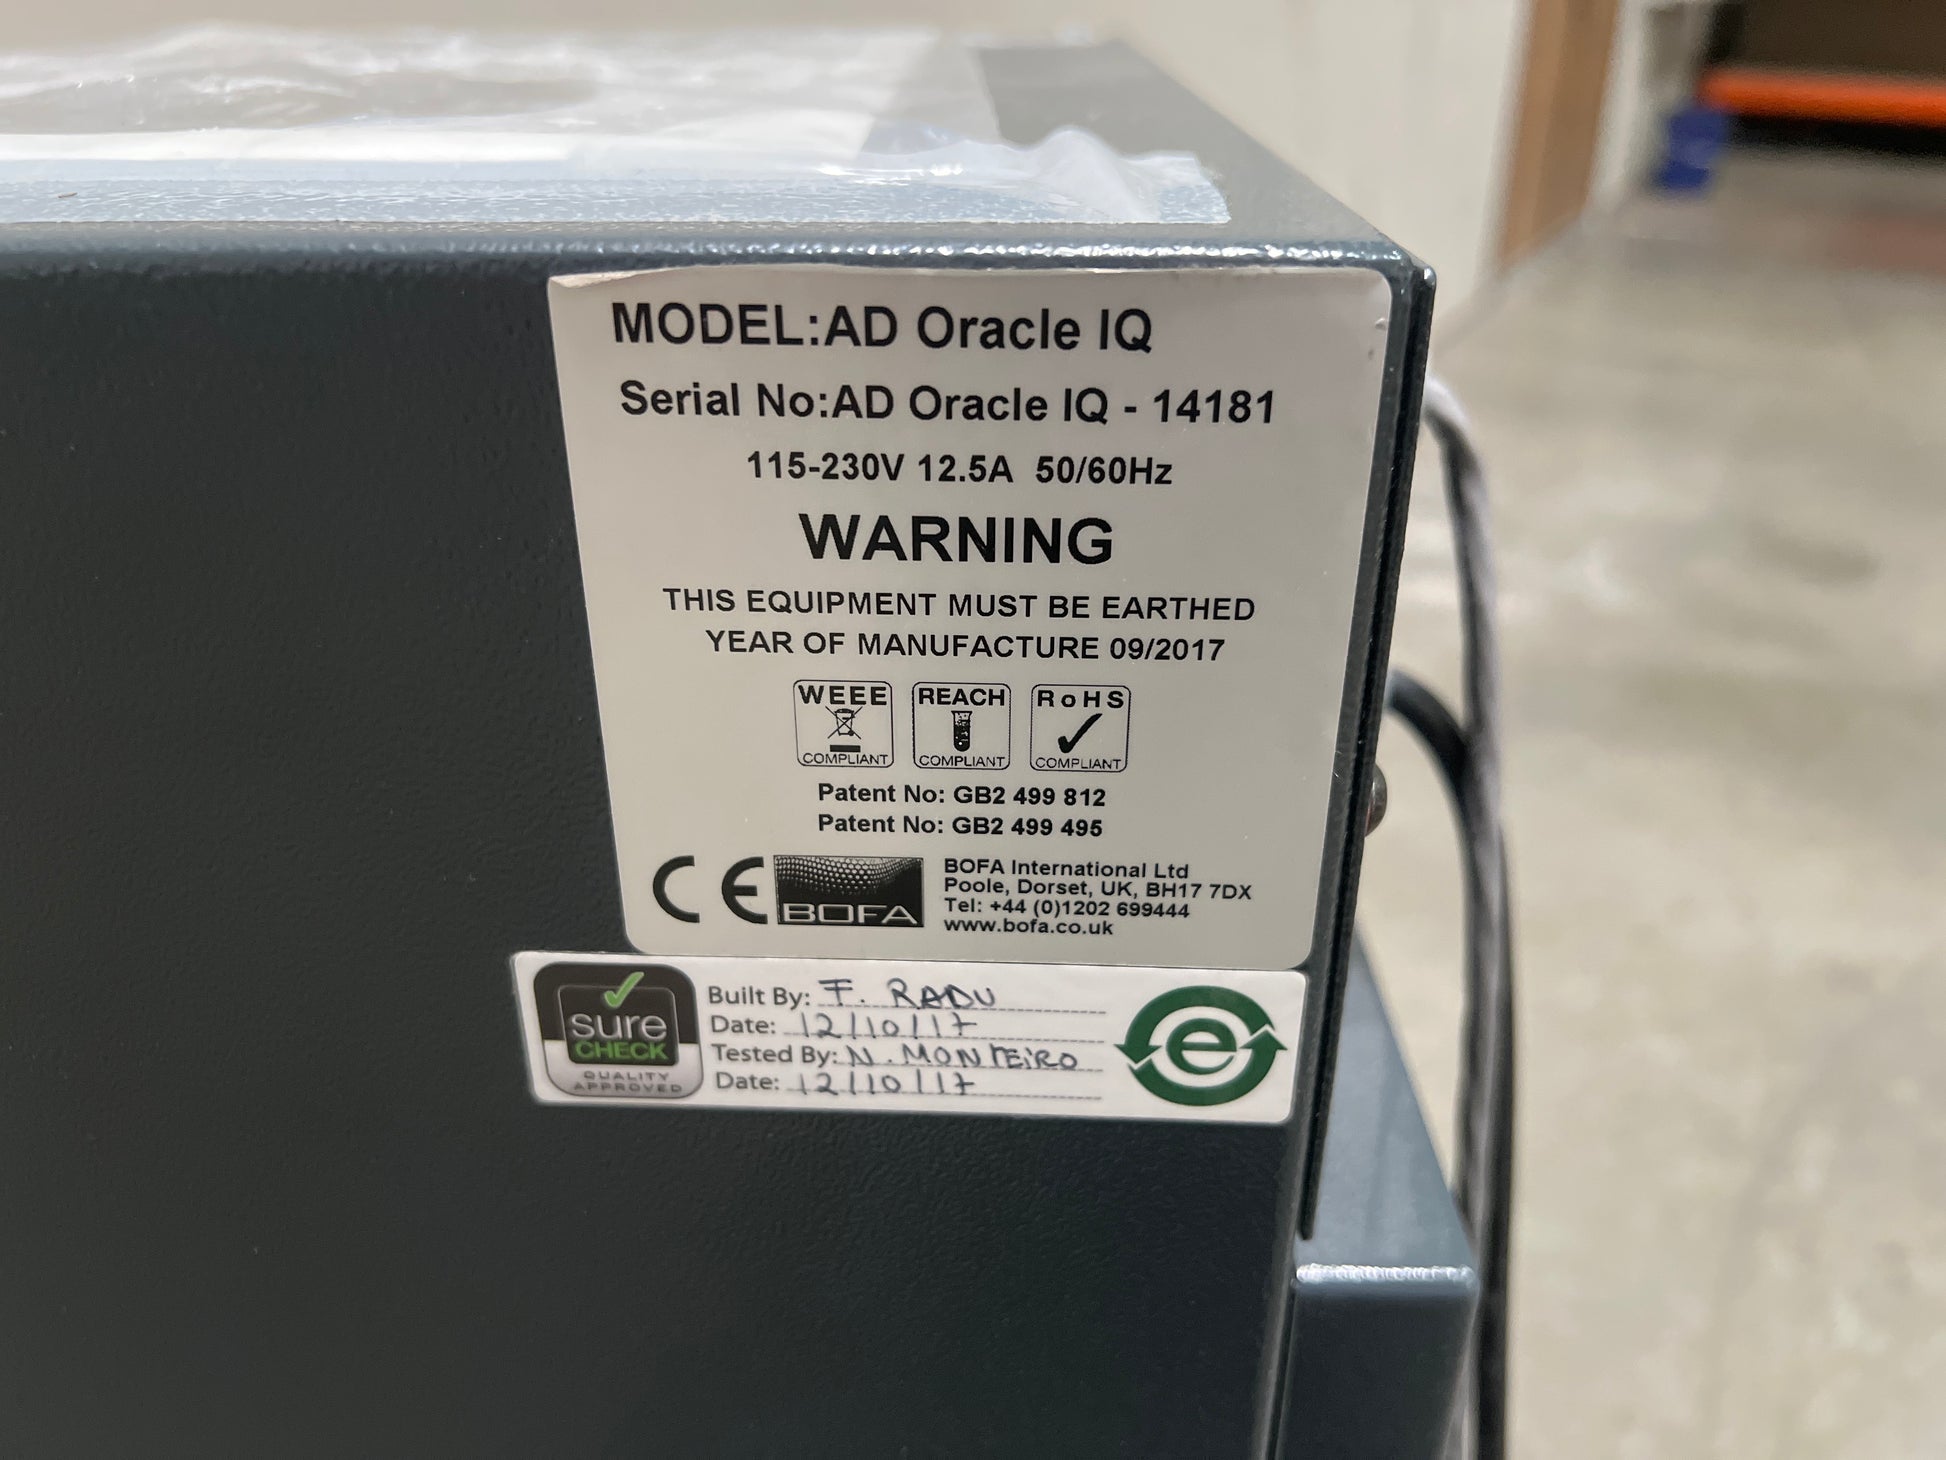 MODEL:AD Oracle IQ
Serial No:AD Oracle IQ - 14181
115-230V 12.5A 50/60Hz
WARNING
THIS EQUIPMENT MUST BE EARTHED
YEAR OF MANUFACTURE 09/2017
WEEE REACH RoHS
COMPLIANT COMPLIANT COMPLIANT
Patent No: GB2 499 812
Patent No: GB2 499 495
CE
BOFA
BOFA International Ltd
Poole, Dorset, UK, BH17 7DX
Tel: +44 (0)1202 699444
www.bofa.co.uk
sure
CHECK
QUALITY
APPROVED
Built By: F. RADU
Date: 12/10/17
Tested By: N. MONTEiRO
Date: 12/10/17
e